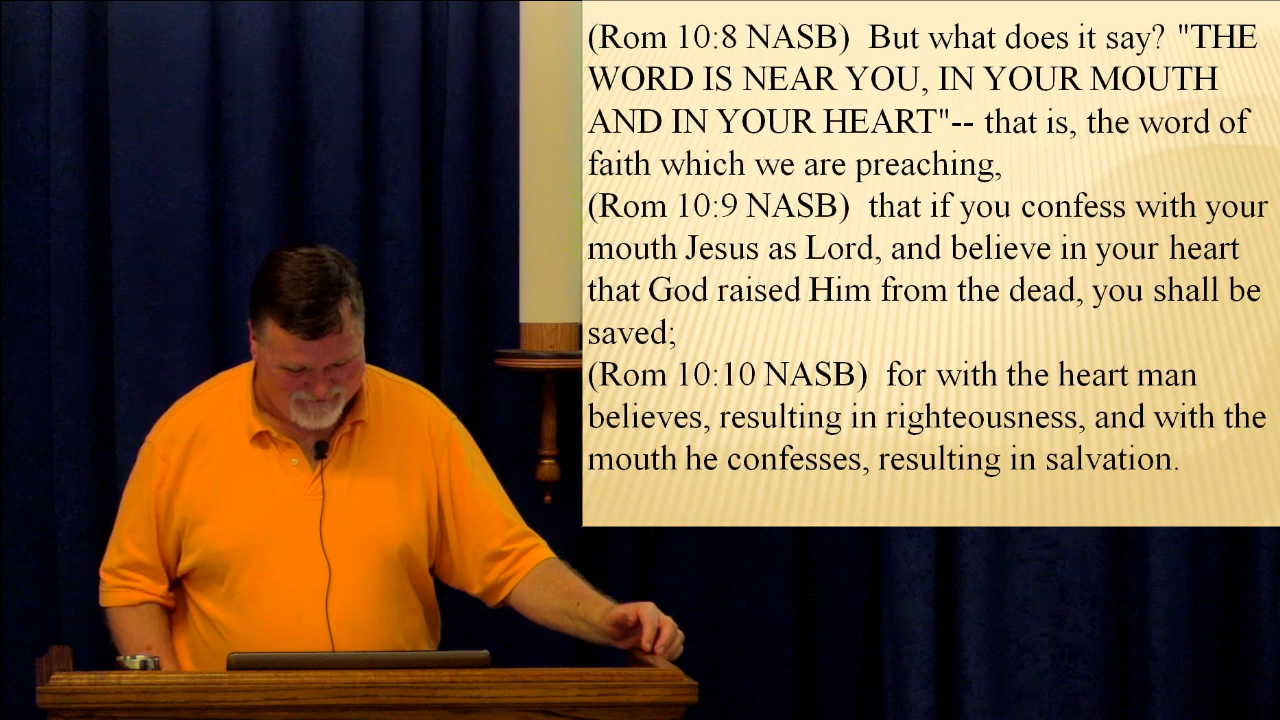 (Rom 10:8 NASB)  But what does it say? "THE
WORD IS NEAR YOU, IN YOUR MOUTH
AND IN YOUR HEART"-- that is, the word of
faith which we are preaching,
(Rom 10:9 NASB)  that if you confess with your
mouth Jesus as Lord, and believe in your heart
that God raised Him from the dead, you shall be
saved;
(Rom 10:10 NASB)  for with the heart man
believes, resulting in righteousness, and with the
mouth he confesses, resulting in salvation.